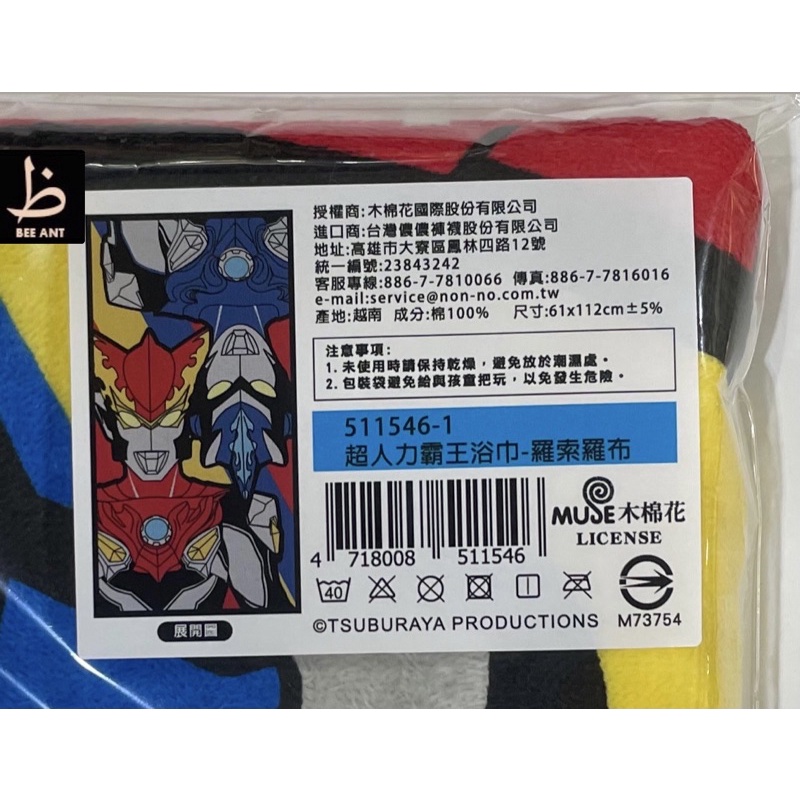 BEE ANT
授權商:木棉花國際股份有限公司
進口商:台灣儂儂褲襪股份有限公司
地址:高雄市大寮區鳳林四路12號
統一編號:23843242
客服專線:886-7-7810066 傳真:886-7-7816016
e-mail:service@non-no.com.tw
產地:越南 成分:棉100% 尺寸:61x112cm±5%
注意事項:
1. 未使用時請保持乾燥，避免放於潮濕處。
2. 包裝袋避免給與孩童把玩，以免發生危險。
511546-1
超人力霸王浴巾-羅索羅布
MUSE木棉花
LICENSE
4 718008 511546
40
展開圖
©TSUBURAYA PRODUCTIONS
M73754